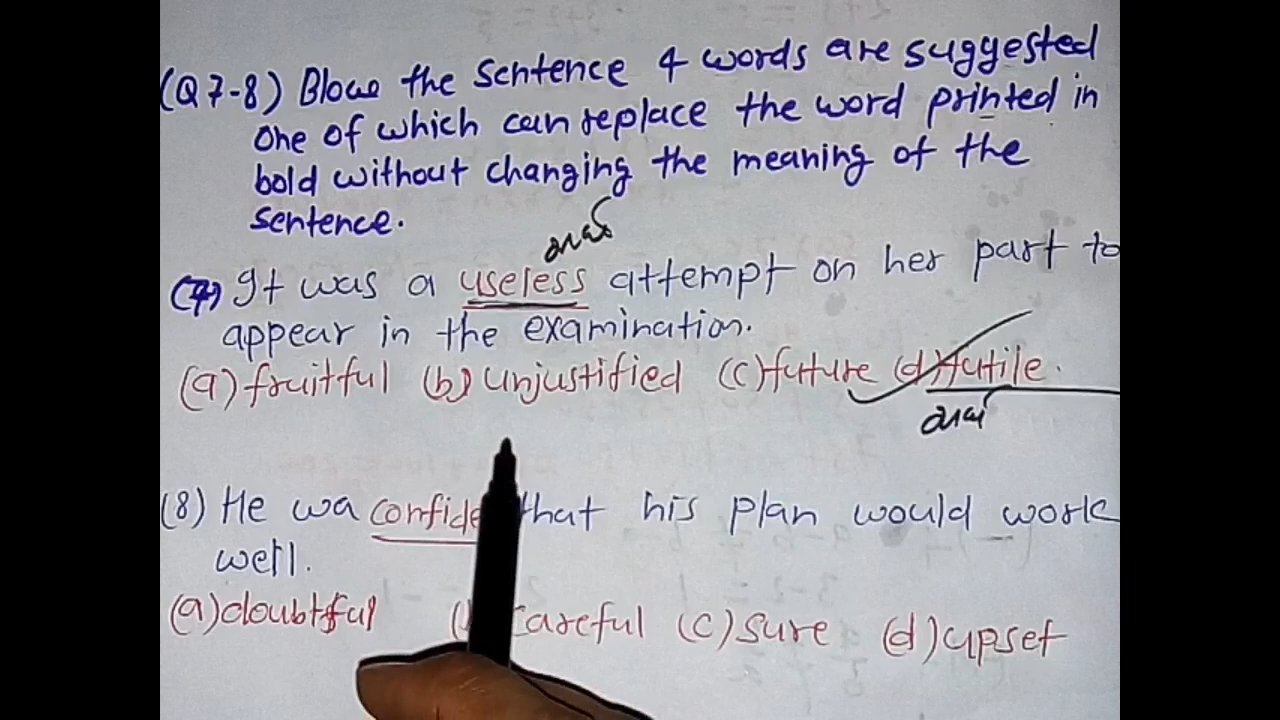 (Q7-8) Blowe the sentence 4 words are suggested
one of which can replace the word printed in
bold without changing the meaning of the
sentence.
(7) It was a useless attempt on her part to
appear in the examination.
(a) fruitful (b) unjustified (c) future (d) futile.
(8) He wa that his plan would work
well.
(a) doubtful careful (c) sure (d) upset